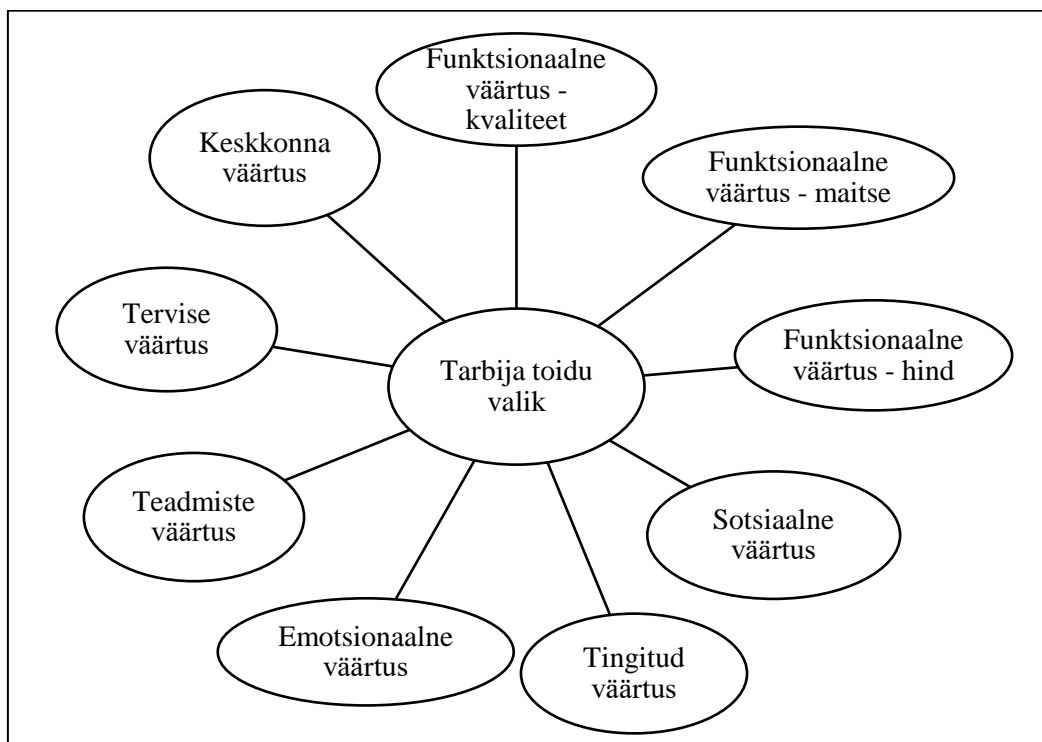 Funktsionaalne
väärtus -
kvaliteet
Keskkonna
väärtus
Funktsionaalne
väärtus - maitse
Tervise
väärtus
Funktsionaalne
väärtus - hind
Tarbija toidu
valik
Teadmiste
väärtus
Sotsiaalne
väärtus
Emotsionaalne
väärtus
Tingitud
väärtus